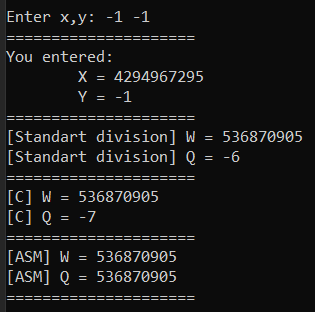 Enter x,y: -1 -1
=====================
You entered:
X = 4294967295
Y = -1
=====================
[Standart division] W = 536870905
[Standart division] Q = -6
=====================
[C] W = 536870905
[C] Q = -7
=====================
[ASM] W = 536870905
[ASM] Q = 536870905
=====================